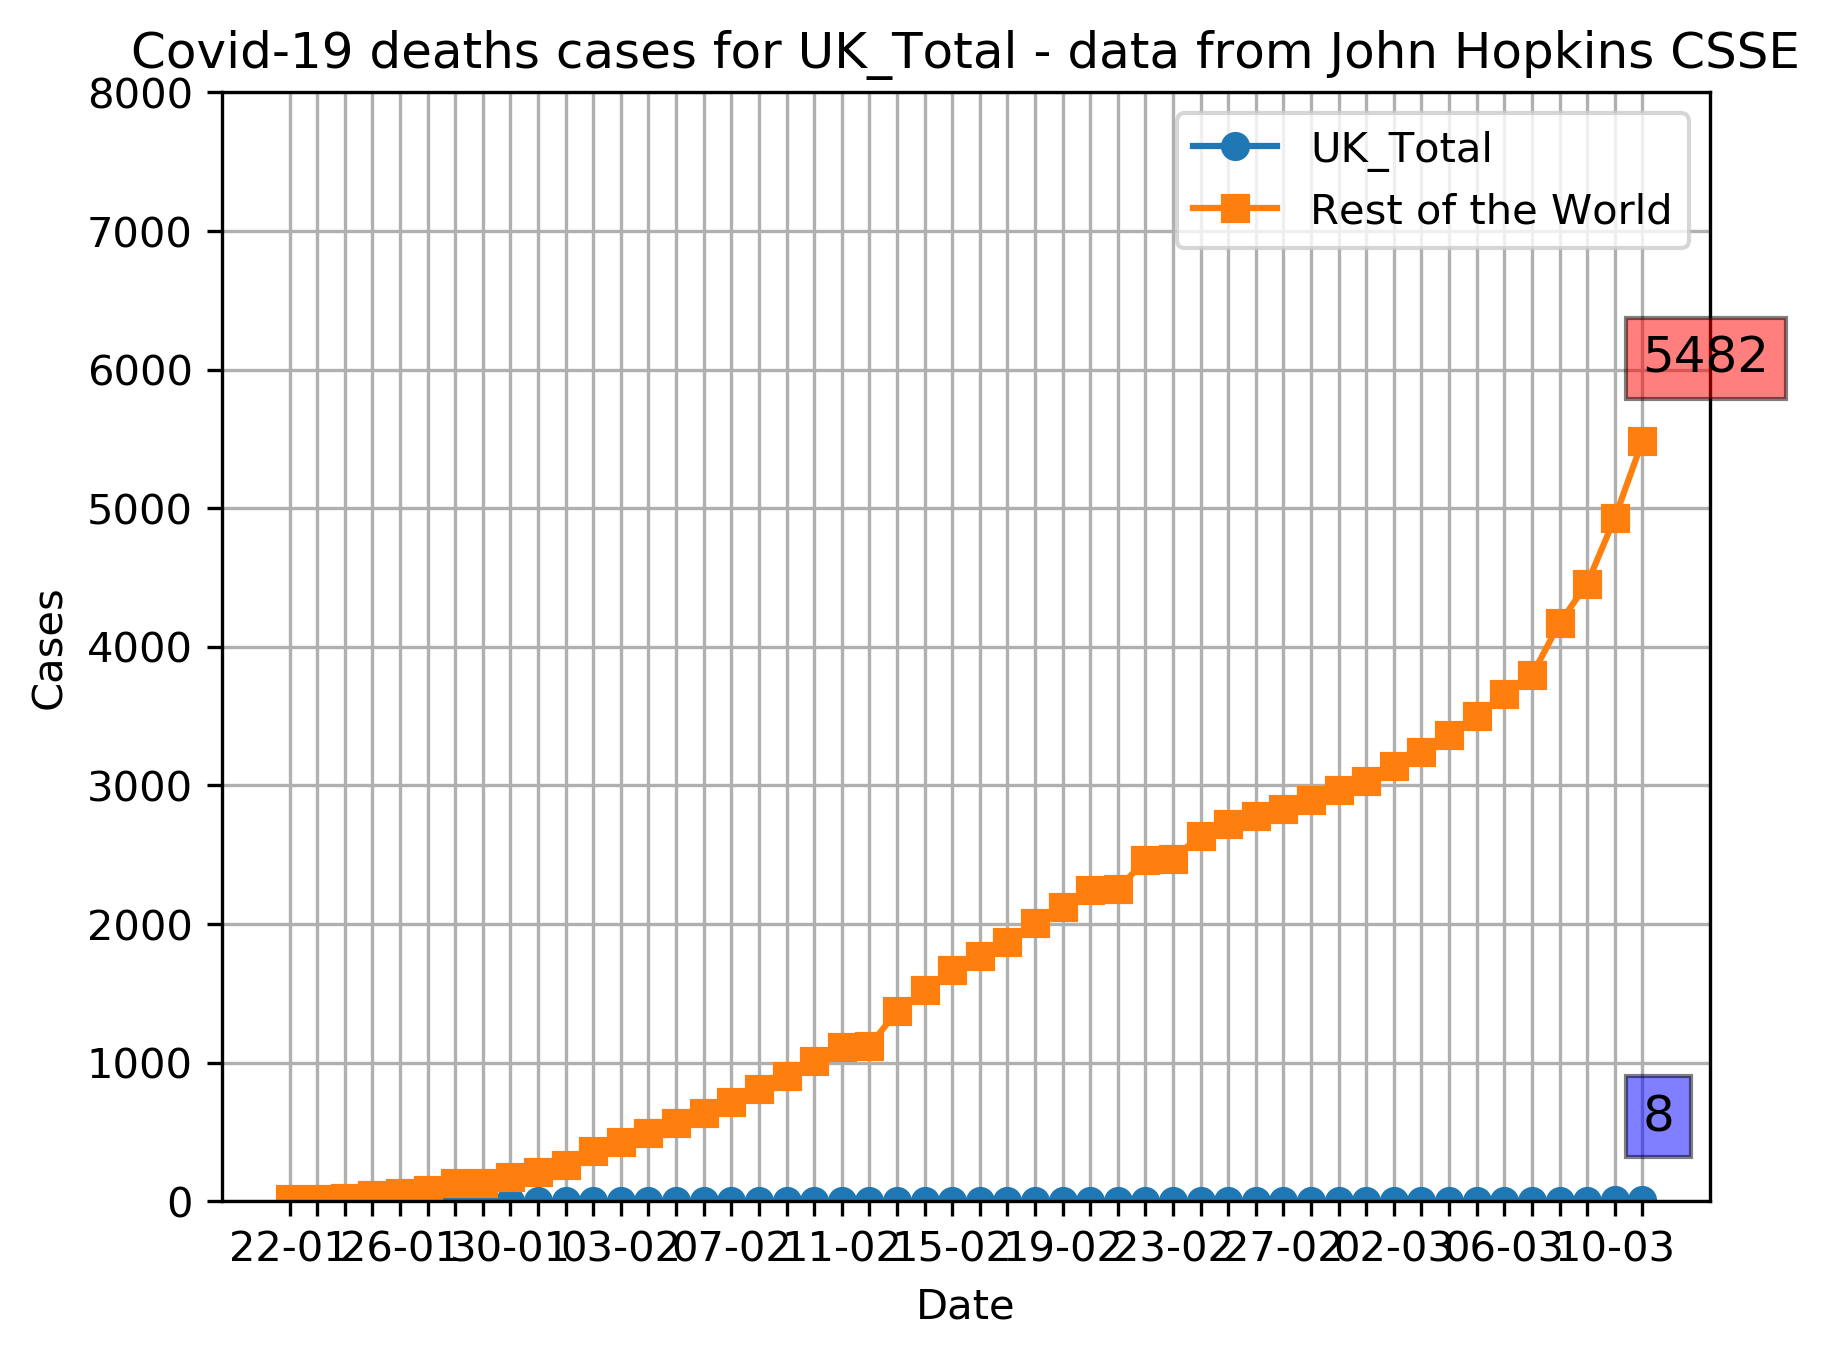 Covid-19 deaths cases for UK_Total - data from John Hopkins CSSE
UK_Total
Rest of the World
8000
7000
6000
5000
4000
3000
2000
1000
0
Cases
5482
8
22-01 26-01 30-01 03-02 07-02 11-02 15-02 19-02 23-02 27-02 02-03 06-03 10-03
Date